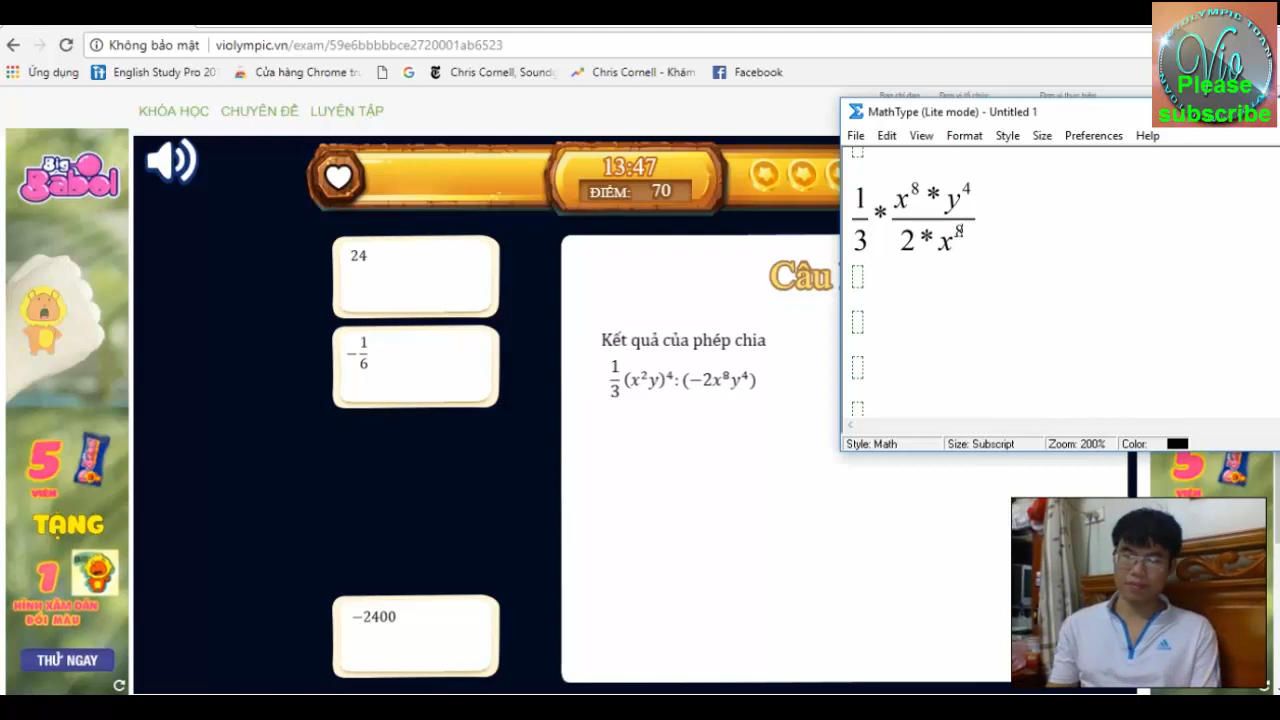 Không bảo mật
violympic.vn/exam/59e6bbbbbce2720001ab6523
Ứng dụng
English Study Pro 201
Cửa hàng Chrome trự
Chris Cornell, Sound
Chris Cornell - Khám
Facebook
Vio
Please
subscribe
KHÓA HỌC
CHUYÊN ĐỀ
LUYỆN TẬP
Big
Babol
5
VIÊN
TẶNG
1
HÌNH XĂM DÁN
ĐỔI MÀU
THỬ NGAY
13:47
ĐIỂM: 70
24
−1/6
−2400
Câu
Kết quả của phép chia
1/3(x²y)⁴:(−2x⁸y⁴)
MathType (Lite mode) - Untitled 1
File Edit View Format Style Size Preferences Help
1/3 * x⁸ * y⁴ / 2 * x⁸
Style: Math
Size: Subscript
Zoom: 200%
Color:
5